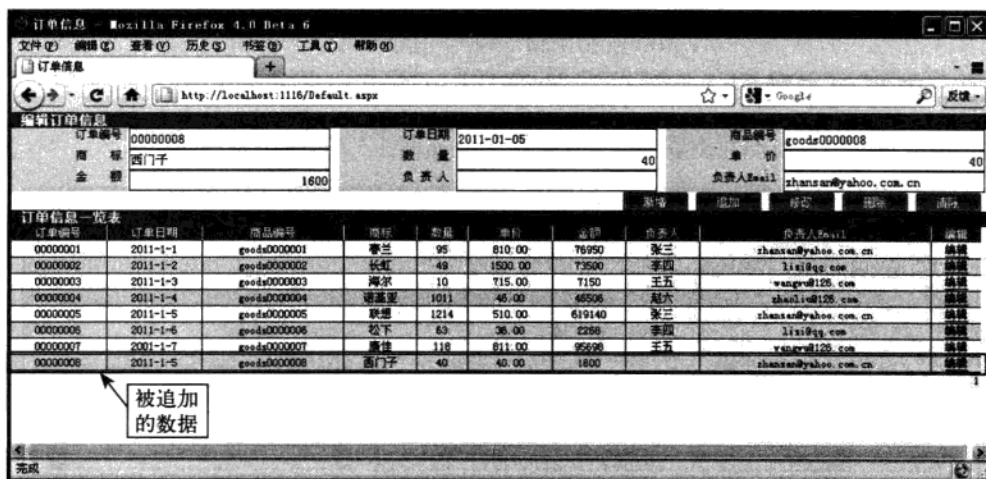 订单信息 - Mozilla Firefox 4.0 Beta 6
文件(F) 编辑(E) 查看(V) 历史(S) 书签(B) 工具(T) 帮助(H)
订单信息 +
http://localhost:1116/Default.aspx Google 反馈
编辑订单信息
订单编号 00000008 订单日期 2011-01-05 商品编号 goods0000008
商 标 西门子 数 量 40 单 价 40
金 额 1600 负 责 人 负责人Email zhansan@yahoo.com.cn
新增 追加 修改 删除 清除
订单信息一览表
订单编号 订单日期 商品编号 商标 数量 单价 金额 负责人 负责人Email 编辑
00000001 2011-1-1 goods0000001 春兰 95 810.00 76950 张三 zhansan@yahoo.com.cn 编辑
00000002 2011-1-2 goods0000002 长虹 49 1500.00 73500 李四 lisi@qq.com 编辑
00000003 2011-1-3 goods0000003 海尔 10 715.00 7150 王五 wangwu@126.com 编辑
00000004 2011-1-4 goods0000004 诺基亚 1011 46.00 46506 赵六 zhaoliu@126.com 编辑
00000005 2011-1-5 goods0000005 联想 1214 510.00 619140 张三 zhansan@yahoo.com.cn 编辑
00000006 2011-1-6 goods0000006 松下 63 36.00 2268 李四 lisi@qq.com 编辑
00000007 2001-1-7 goods0000007 康佳 118 811.00 95698 王五 wangwu@126.com 编辑
00000008 2011-1-5 goods0000008 西门子 40 40.00 1600 zhansan@yahoo.com.cn 编辑
1
被追加
的数据
完成